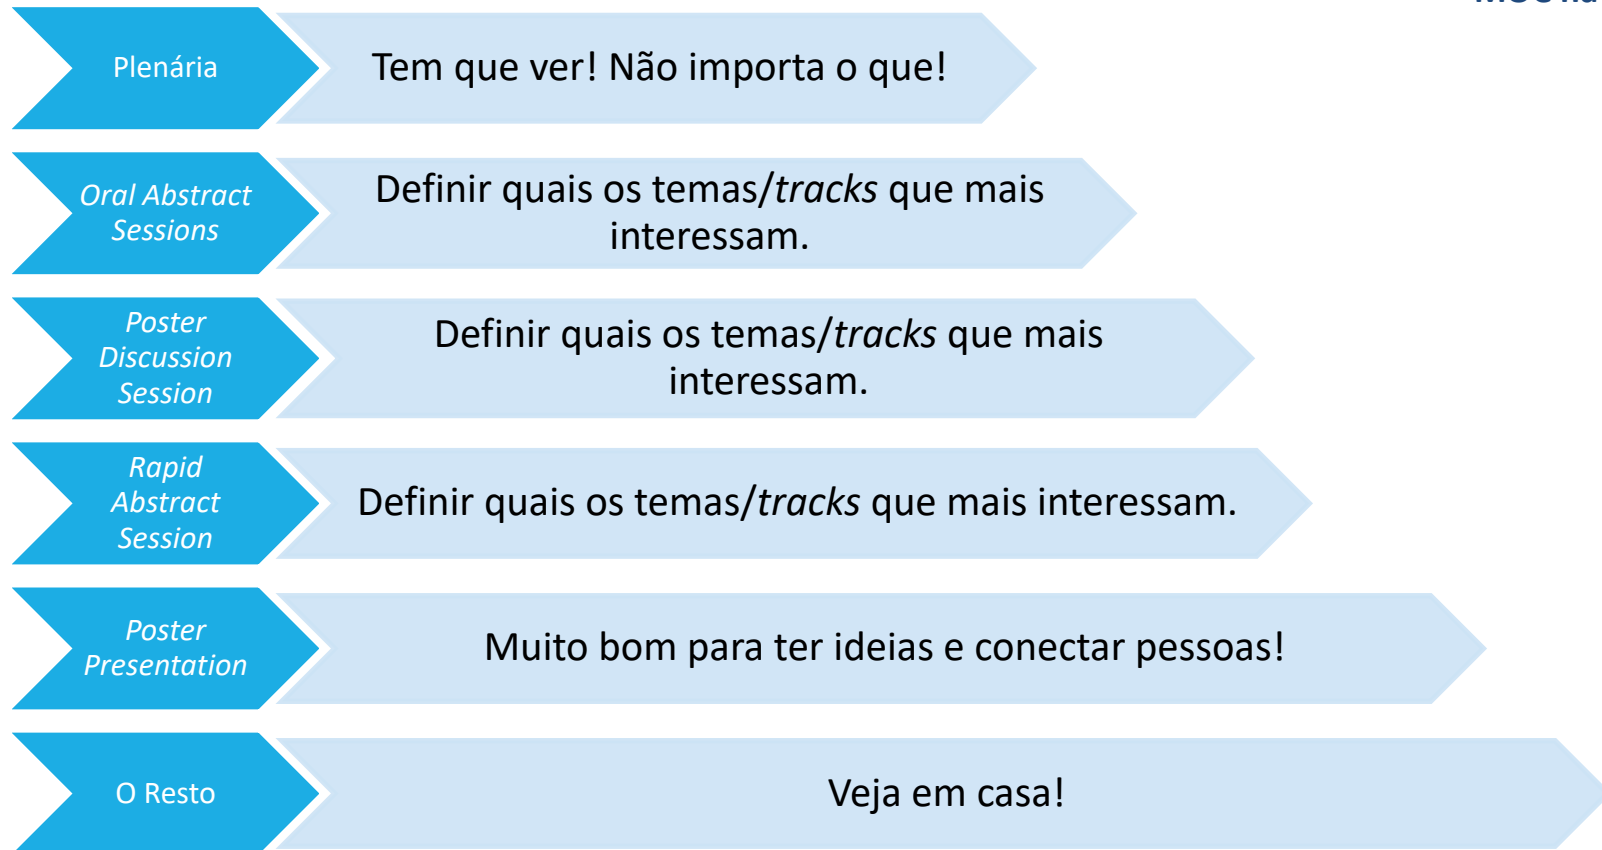 Plenária
Tem que ver! Não importa o que!
Oral Abstract
Sessions
Definir quais os temas/tracks que mais
interessam.
Poster
Discussion
Session
Definir quais os temas/tracks que mais
interessam.
Rapid
Abstract
Session
Definir quais os temas/tracks que mais interessam.
Poster
Presentation
Muito bom para ter ideias e conectar pessoas!
O Resto
Veja em casa!